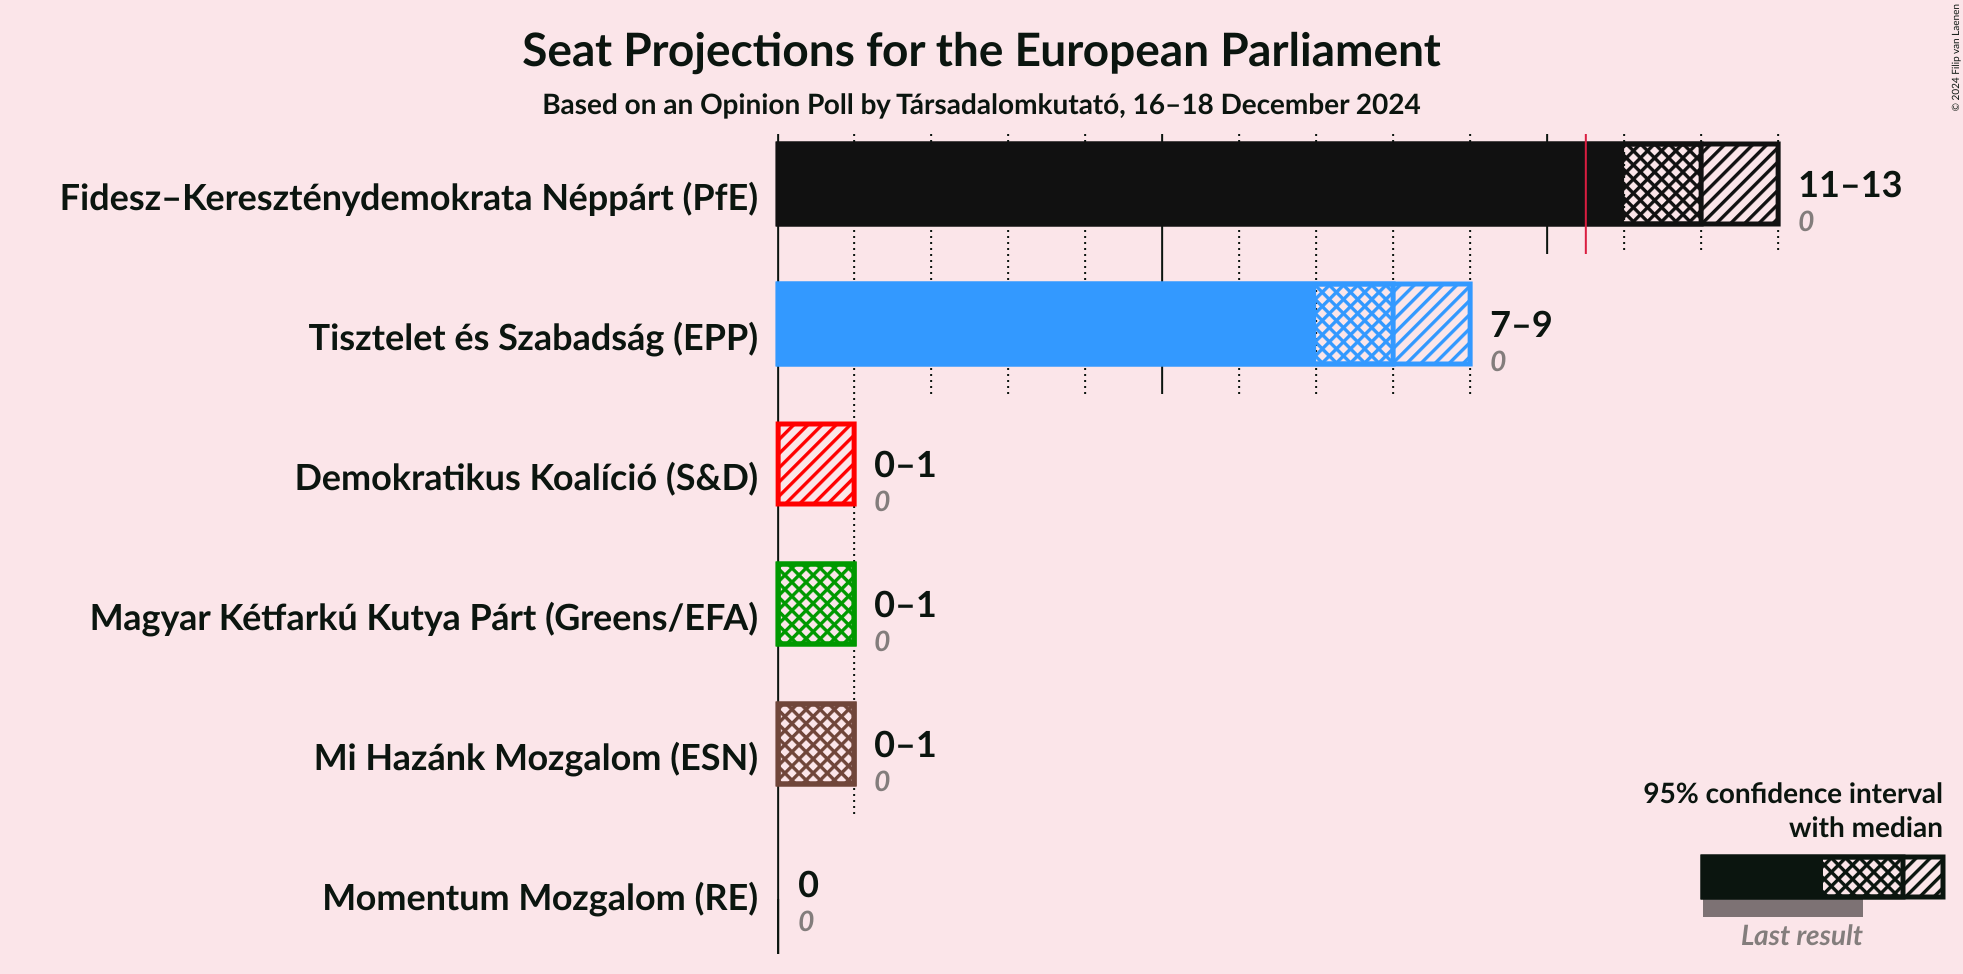 Seat Projections for the European Parliament
Based on an Opinion Poll by Társadalomkutató, 16–18 December 2024
© 2024 Filip van Laenen
Fidesz–Kereszténydemokrata Néppárt (PfE)
11–13
0
Tisztelet és Szabadság (EPP)
7–9
0
Demokratikus Koalíció (S&D)
0–1
0
Magyar Kétfarkú Kutya Párt (Greens/EFA)
0–1
0
Mi Hazánk Mozgalom (ESN)
0–1
0
Momentum Mozgalom (RE)
0
0
95% confidence interval
with median
Last result